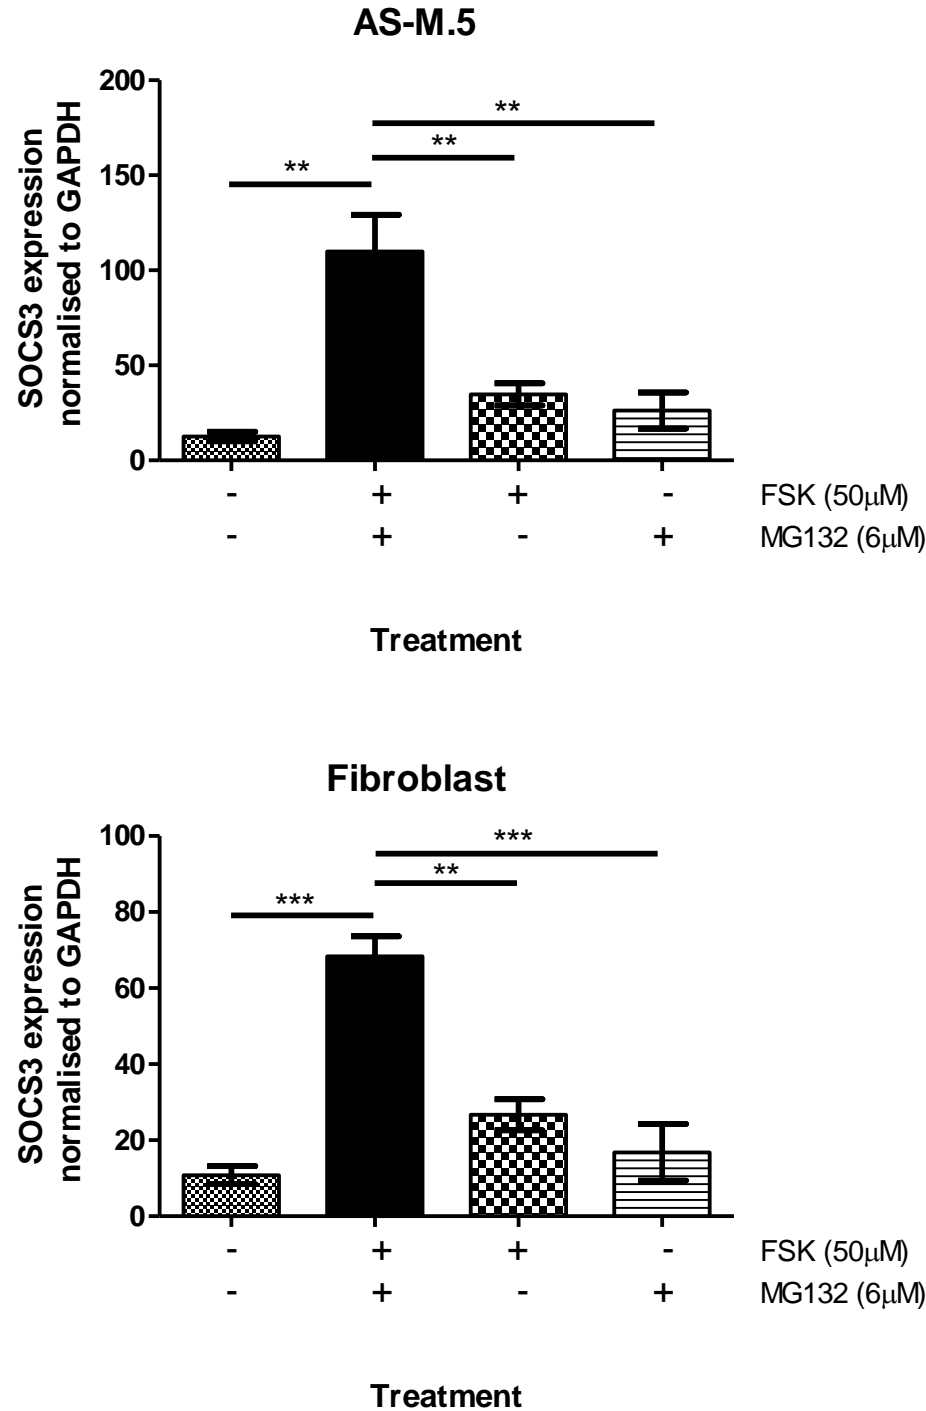 AS-M.5
SOCS3 expression
normalised to GAPDH
200
150
100
50
0
**
**
**
- + + - FSK (50μM)
- + - + MG132 (6μM)
Treatment
Fibroblast
SOCS3 expression
normalised to GAPDH
100
80
60
40
20
0
***
**
***
- + + - FSK (50μM)
- + - + MG132 (6μM)
Treatment